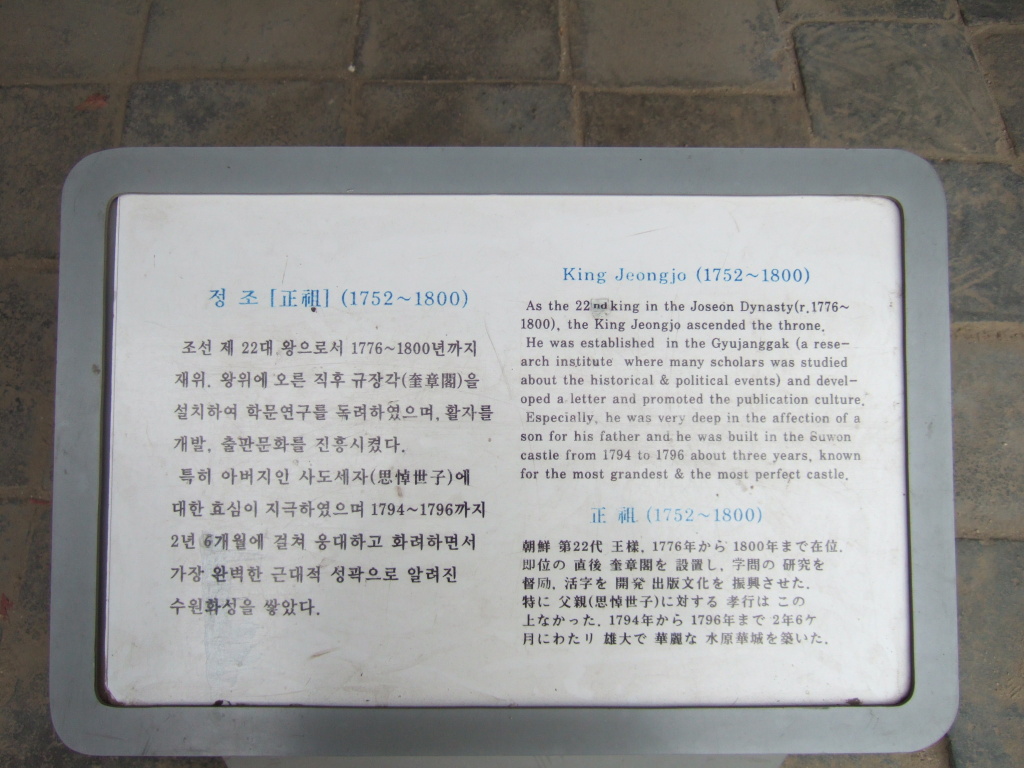 정 조 [正祖] (1752~1800)
조선 제 22대 왕으로서 1776~1800년까지
재위. 왕위에 오른 직후 규장각(奎章閣)을
설치하여 학문연구를 독려하였으며, 활자를
개발, 출판문화를 진흥시켰다.
특히 아버지인 사도세자(思悼世子)에
대한 효심이 지극하였으며 1794~1796까지
2년 6개월에 걸쳐 웅대하고 화려하면서
가장 완벽한 근대적 성곽으로 알려진
수원화성을 쌓았다.
King Jeongjo (1752~1800)
As the 22nd king in the Joseon Dynasty(r.1776~
1800), the King Jeongjo ascended the throne.
He was established in the Gyujanggak (a rese-
arch institute where many scholars was studied
about the historical & political events) and devel-
oped a letter and promoted the publication culture.
Especially, he was very deep in the affection of a
son for his father and he was built in the Suwon
castle from 1794 to 1796 about three years, known
for the most grandest & the most perfect castle.
正 祖 (1752~1800)
朝鮮 第22代 王様. 1776年から 1800年まで在位.
即位の 直後 奎章閣を 設置し, 字問の 研究を
督励, 活字を 開発 出版文化を 振興させた.
特に 父親(思悼世子)に対する 孝行は この
上なかった. 1794年から 1796年まで 2年6ケ
月にわたり 雄大で 華麗な 水原華城を築いた.